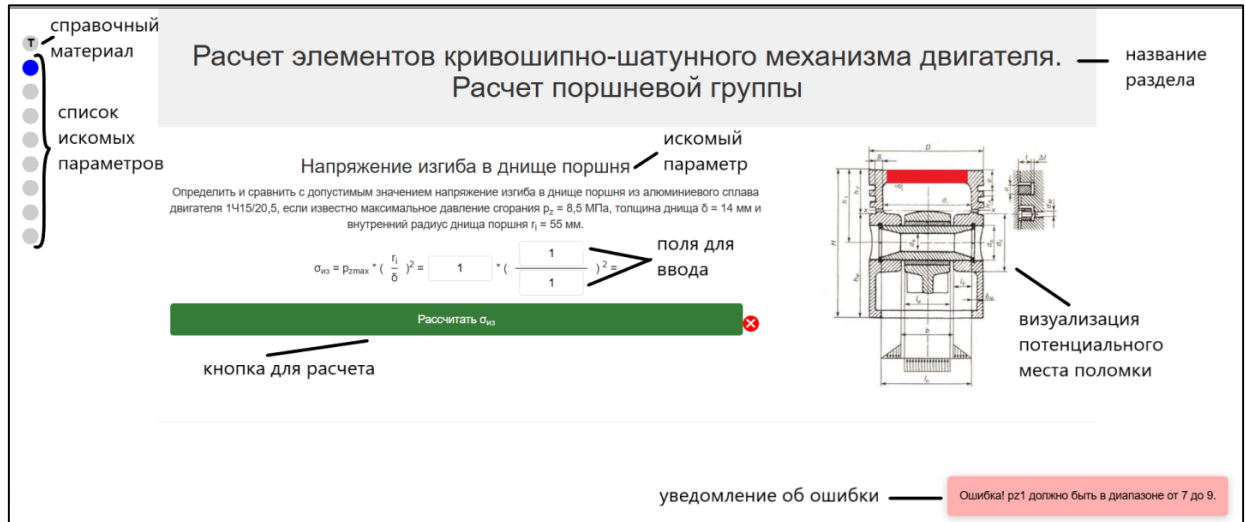 справочный
материал
Т
список
искомых
параметров
Расчет элементов кривошипно-шатунного механизма двигателя.
Расчет поршневой группы
название
раздела
Напряжение изгиба в днище поршня
искомый
параметр
Определить и сравнить с допустимым значением напряжение изгиба в днище поршня из алюминиевого сплава
двигателя 1Ч15/20,5, если известно максимальное давление сгорания pz = 8,5 МПа, толщина днища δ = 14 мм и
внутренний радиус днища поршня ri = 55 мм.
σиз = pzmax * ( ri / δ )2 = 1 * ( 1 / 1 ) 2 =
поля для
ввода
Рассчитать σиз
кнопка для расчета
D
H
b
визуализация
потенциального
места поломки
уведомление об ошибки
Ошибка! pz1 должно быть в диапазоне от 7 до 9.